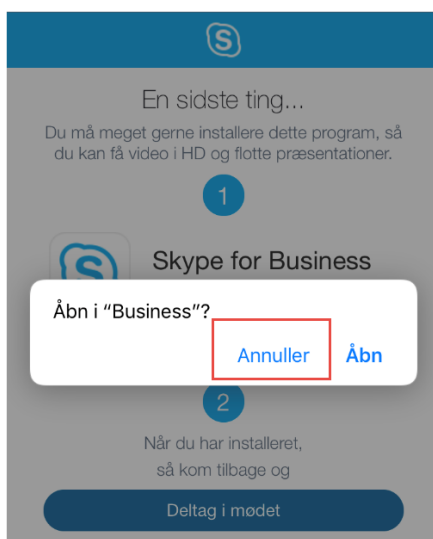 En sidste ting...
Du må meget gerne installere dette program, så
du kan få video i HD og flotte præsentationer.
1
Skype for Business
Åbn i “Business”?
Annuller Åbn
2
Når du har installeret,
så kom tilbage og
Deltag i mødet